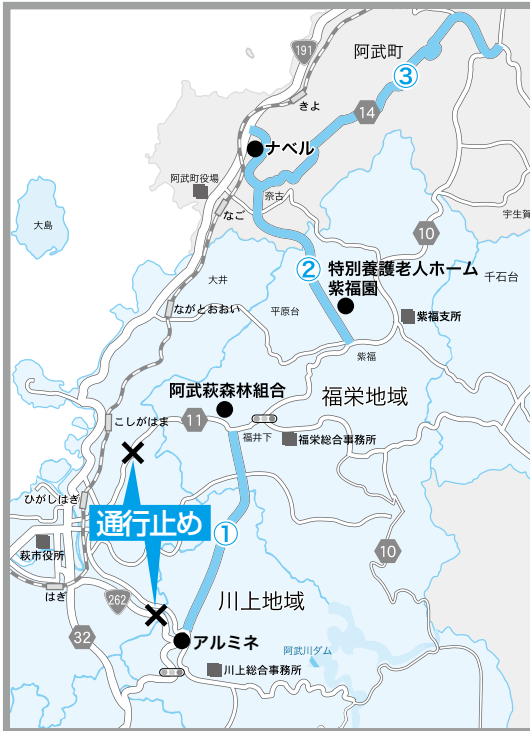 191
阿武町
③
きよ
14
ナベル
阿武町役場
奈古
なご
10
宇生賀
大島
②
特別養護老人ホーム
紫福園
千石台
大井
ながとおおい
平原台
紫福支所
紫福
阿武萩森林組合
福栄地域
こしがはま
11
福井下
福栄総合事務所
ひがしはぎ
通行止め
①
萩市役所
10
はぎ
262
川上地域
32
アルミネ
阿武川ダム
川上総合事務所